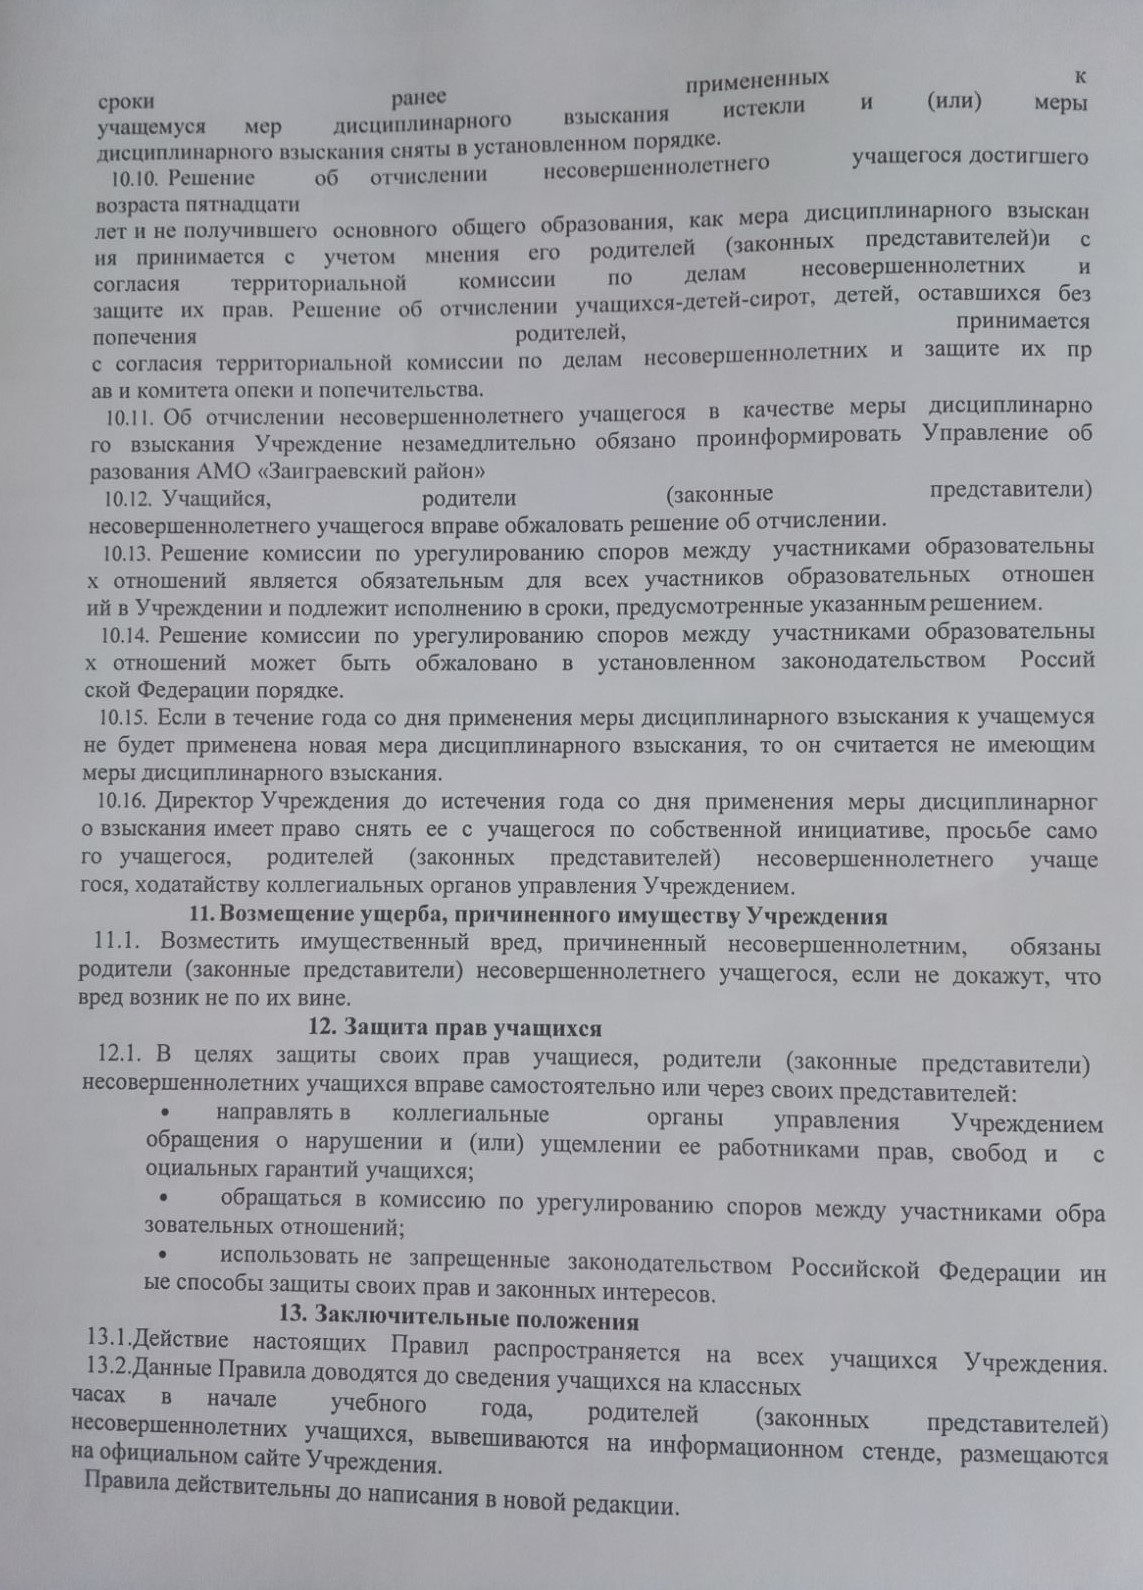 сроки ранее примененных к
учащемуся мер дисциплинарного взыскания истекли и (или) меры
дисциплинарного взыскания сняты в установленном порядке.
10.10. Решение об отчислении несовершеннолетнего учащегося достигшего
возраста пятнадцати
лет и не получившего основного общего образования, как мера дисциплинарного взыскан
ия принимается с учетом мнения его родителей (законных представителей)и с
согласия территориальной комиссии по делам несовершеннолетних и
защите их прав. Решение об отчислении учащихся-детей-сирот, детей, оставшихся без
попечения родителей, принимается
с согласия территориальной комиссии по делам несовершеннолетних и защите их пр
ав и комитета опеки и попечительства.
10.11. Об отчислении несовершеннолетнего учащегося в качестве меры дисциплинарно
го взыскания Учреждение незамедлительно обязано проинформировать Управление об
разования АМО «Заиграевский район»
10.12. Учащийся, родители (законные представители)
несовершеннолетнего учащегося вправе обжаловать решение об отчислении.
10.13. Решение комиссии по урегулированию споров между участниками образовательны
х отношений является обязательным для всех участников образовательных отношен
ий в Учреждении и подлежит исполнению в сроки, предусмотренные указанным решением.
10.14. Решение комиссии по урегулированию споров между участниками образовательны
х отношений может быть обжаловано в установленном законодательством Россий
ской Федерации порядке.
10.15. Если в течение года со дня применения меры дисциплинарного взыскания к учащемуся
не будет применена новая мера дисциплинарного взыскания, то он считается не имеющим
меры дисциплинарного взыскания.
10.16. Директор Учреждения до истечения года со дня применения меры дисциплинарног
о взыскания имеет право снять ее с учащегося по собственной инициативе, просьбе само
го учащегося, родителей (законных представителей) несовершеннолетнего учаще
гося, ходатайству коллегиальных органов управления Учреждением.
11. Возмещение ущерба, причиненного имуществу Учреждения
11.1. Возместить имущественный вред, причиненный несовершеннолетним, обязаны
родители (законные представители) несовершеннолетнего учащегося, если не докажут, что
вред возник не по их вине.
12. Защита прав учащихся
12.1. В целях защиты своих прав учащиеся, родители (законные представители)
несовершеннолетних учащихся вправе самостоятельно или через своих представителей:
• направлять в коллегиальные органы управления Учреждением
обращения о нарушении и (или) ущемлении ее работниками прав, свобод и с
оциальных гарантий учащихся;
• обращаться в комиссию по урегулированию споров между участниками обра
зовательных отношений;
• использовать не запрещенные законодательством Российской Федерации ин
ые способы защиты своих прав и законных интересов.
13. Заключительные положения
13.1.Действие настоящих Правил распространяется на всех учащихся Учреждения.
13.2.Данные Правила доводятся до сведения учащихся на классных
часах в начале учебного года, родителей (законных представителей)
несовершеннолетних учащихся, вывешиваются на информационном стенде, размещаются
на официальном сайте Учреждения.
Правила действительны до написания в новой редакции.